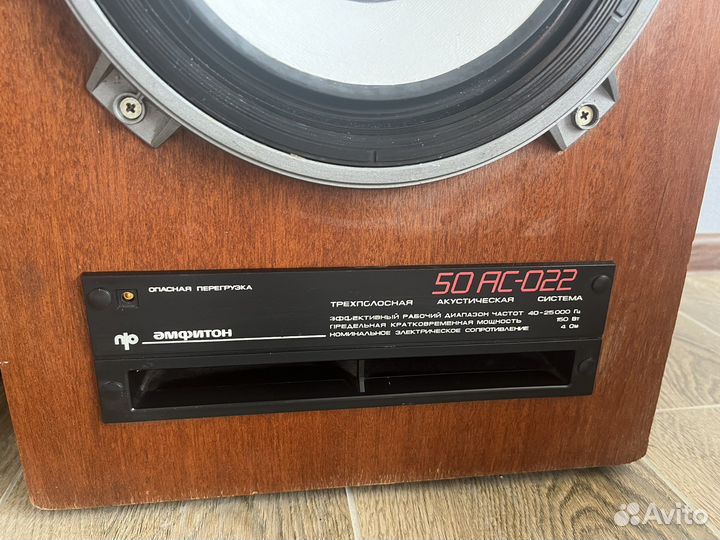 50 АС-022
ОПАСНАЯ ПЕРЕГРУЗКА
ТРЕХПОЛОСНАЯ АКУСТИЧЕСКАЯ СИСТЕМА
ЭФФЕКТИВНЫЙ РАБОЧИЙ ДИАПАЗОН ЧАСТОТ 40-25000 Гц
ПРЕДЕЛЬНАЯ КРАТКОВРЕМЕННАЯ МОЩНОСТЬ 150 Вт
НОМИНАЛЬНОЕ ЭЛЕКТРИЧЕСКОЕ СОПРОТИВЛЕНИЕ 4 Ом
амфитон
Avito